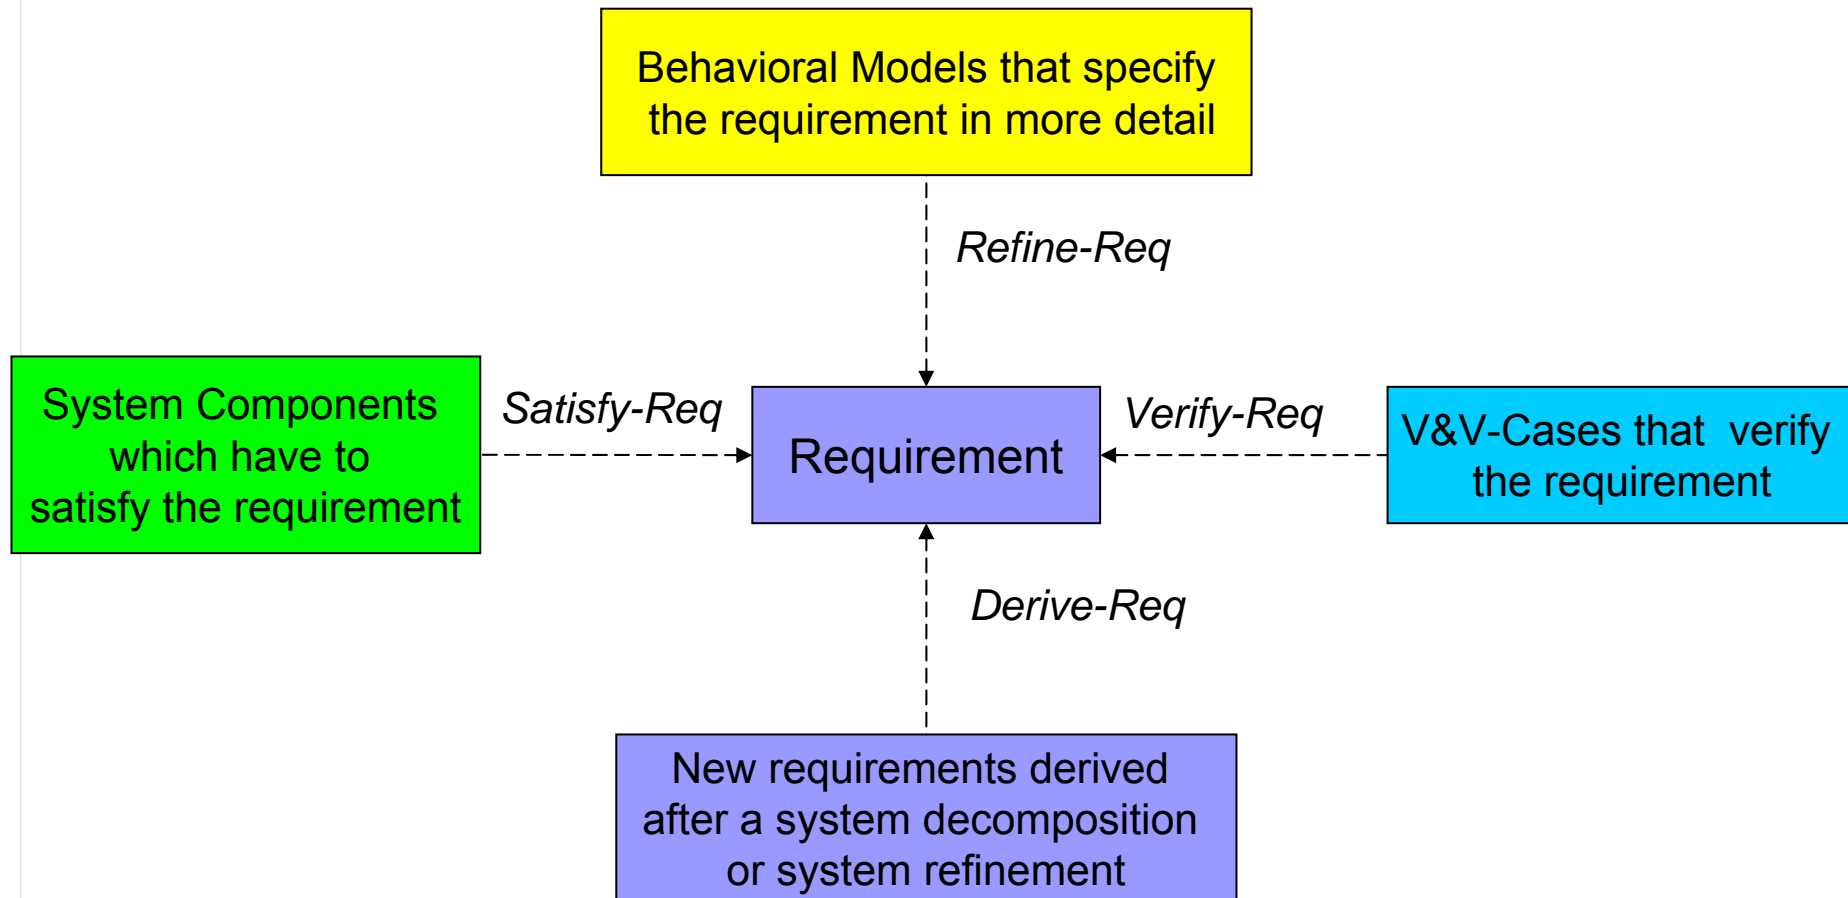 Behavioral Models that specify
the requirement in more detail
Refine-Req
System Components
which have to
satisfy the requirement
Satisfy-Req
Requirement
Verify-Req
V&V-Cases that verify
the requirement
Derive-Req
New requirements derived
after a system decomposition
or system refinement